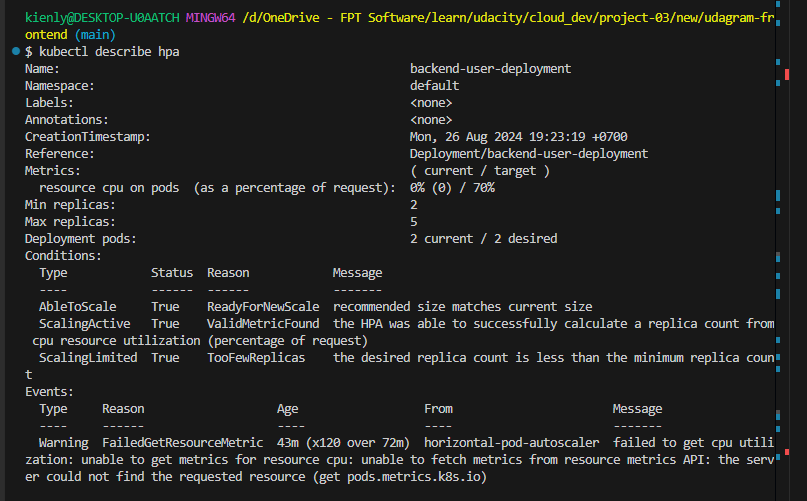 kienly@DESKTOP-U0AATCH MINGW64 /d/OneDrive - FPT Software/learn/udacity/cloud_dev/project-03/new/udagram-fr
ontend (main)
$ kubectl describe hpa
Name: backend-user-deployment
Namespace: default
Labels: <none>
Annotations: <none>
CreationTimestamp: Mon, 26 Aug 2024 19:23:19 +0700
Reference: Deployment/backend-user-deployment
Metrics: ( current / target )
resource cpu on pods (as a percentage of request): 0% (0) / 70%
Min replicas: 2
Max replicas: 5
Deployment pods: 2 current / 2 desired
Conditions:
Type Status Reason Message
---- ------ ------ -------
AbleToScale True ReadyForNewScale recommended size matches current size
ScalingActive True ValidMetricFound the HPA was able to successfully calculate a replica count from
cpu resource utilization (percentage of request)
ScalingLimited True TooFewReplicas the desired replica count is less than the minimum replica coun
t
Events:
Type Reason Age From Message
---- ------ ---- ---- -------
Warning FailedGetResourceMetric 43m (x120 over 72m) horizontal-pod-autoscaler failed to get cpu utili
zation: unable to get metrics for resource cpu: unable to fetch metrics from resource metrics API: the serv
er could not find the requested resource (get pods.metrics.k8s.io)